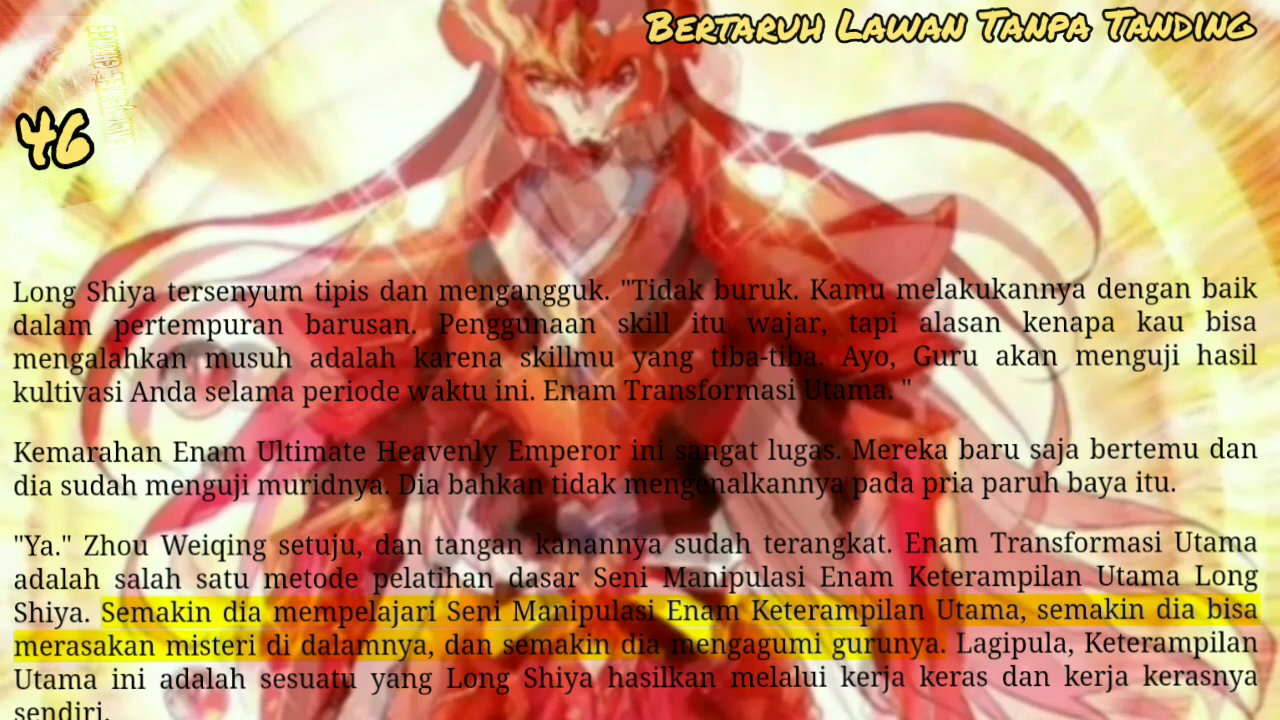 Bertaruh Lawan Tanpa Tanding
46
Long Shiya tersenyum tipis dan mengangguk. "Tidak buruk. Kamu melakukannya dengan baik
dalam pertempuran barusan. Penggunaan skill itu wajar, tapi alasan kenapa kau bisa
mengalahkan musuh adalah karena skillmu yang tiba-tiba. Ayo, Guru akan menguji hasil
kultivasi Anda selama periode waktu ini. Enam Transformasi Utama. "
Kemarahan Enam Ultimate Heavenly Emperor ini sangat lugas. Mereka baru saja bertemu dan
dia sudah menguji muridnya. Dia bahkan tidak mengenalkannya pada pria paruh baya itu.
"Ya." Zhou Weiqing setuju, dan tangan kanannya sudah terangkat. Enam Transformasi Utama
adalah salah satu metode pelatihan dasar Seni Manipulasi Enam Keterampilan Utama Long
Shiya. Semakin dia mempelajari Seni Manipulasi Enam Keterampilan Utama, semakin dia bisa
merasakan misteri di dalamnya, dan semakin dia mengagumi gurunya. Lagipula, Keterampilan
Utama ini adalah sesuatu yang Long Shiya hasilkan melalui kerja keras dan kerja kerasnya
sendiri.